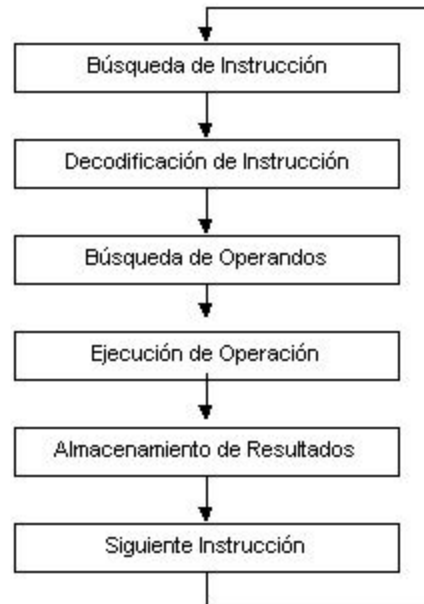 Búsqueda de Instrucción
Decodificación de Instrucción
Búsqueda de Operandos
Ejecución de Operación
Almacenamiento de Resultados
Siguiente Instrucción